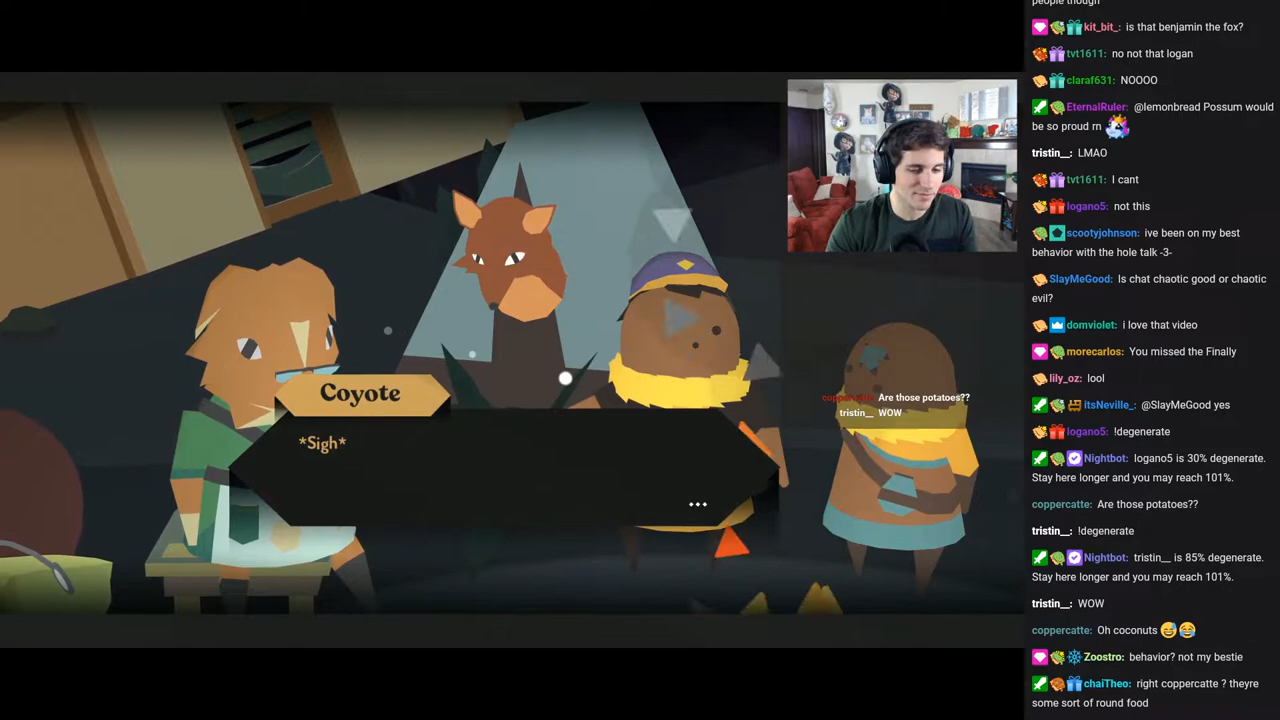 Coyote
*Sigh*
...
coppercatte Are those potatoes??
tristin__ WOW
people though
kit_bit_: is that benjamin the fox?
tvt1611: no not that logan
claraf631: NOOOO
EternalRuler: @lemonbread Possum would
be so proud rn
tristin__: LMAO
tvt1611: I cant
logano5: not this
scootyjohnson: ive been on my best
behavior with the hole talk -3-
SlayMeGood: Is chat chaotic good or chaotic
evil?
domviolet: i love that video
morecarlos: You missed the Finally
lily_oz: lool
itsNeville_: @SlayMeGood yes
logano5: !degenerate
Nightbot: logano5 is 30% degenerate.
Stay here longer and you may reach 101%.
coppercatte: Are those potatoes??
tristin__: !degenerate
Nightbot: tristin__ is 85% degenerate.
Stay here longer and you may reach 101%.
tristin__: WOW
coppercatte: Oh coconuts 😅😂
Zoostro: behavior? not my bestie
chaiTheo: right coppercatte ? theyre
some sort of round food